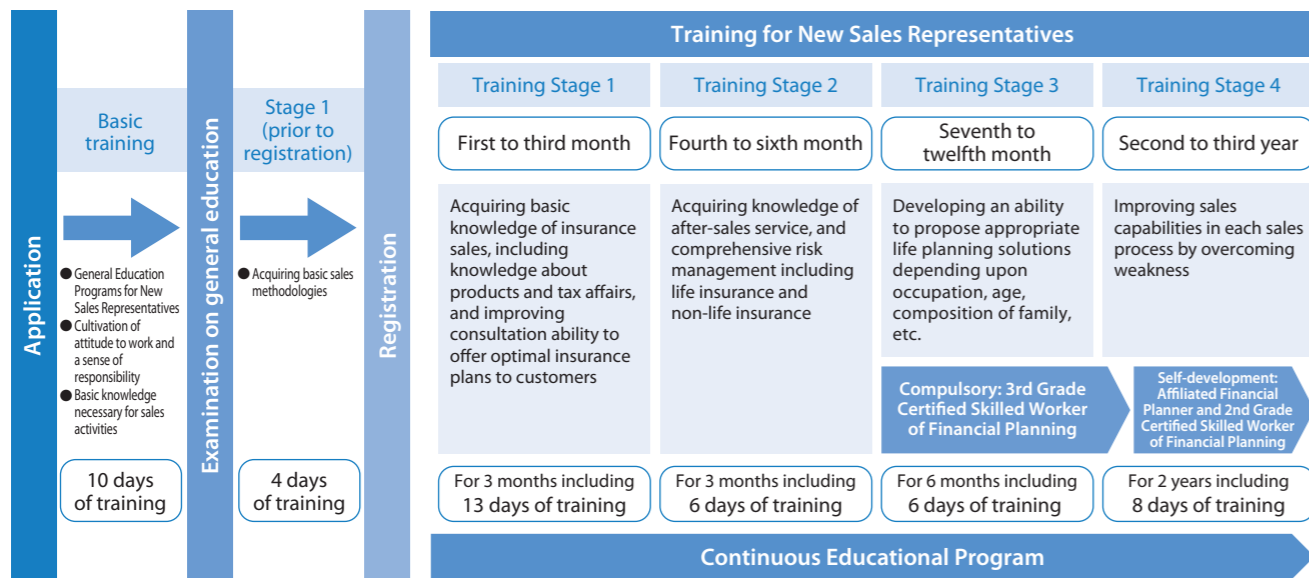 Application
Basic
training
● General Education
Programs for New
Sales Representatives
● Cultivation of
attitude to work and
a sense of
responsibility
● Basic knowledge
necessary for sales
activities
10 days
of training
Examination on general education
Stage 1
(prior to
registration)
● Acquiring basic sales
methodologies
4 days
of training
Registration
Training for New Sales Representatives
Training Stage 1
First to third month
Acquiring basic
knowledge of insurance
sales, including
knowledge about
products and tax affairs,
and improving
consultation ability to
offer optimal insurance
plans to customers
For 3 months including
13 days of training
Training Stage 2
Fourth to sixth month
Acquiring knowledge of
after-sales service, and
comprehensive risk
management including
life insurance and
non-life insurance
For 3 months including
6 days of training
Training Stage 3
Seventh to
twelfth month
Developing an ability
to propose appropriate
life planning solutions
depending upon
occupation, age,
composition of family,
etc.
Compulsory: 3rd Grade
Certified Skilled Worker
of Financial Planning
For 6 months including
6 days of training
Training Stage 4
Second to third year
Improving sales
capabilities in each sales
process by overcoming
weakness
Self-development:
Affiliated Financial
Planner and 2nd Grade
Certified Skilled Worker
of Financial Planning
For 2 years including
8 days of training
Continuous Educational Program